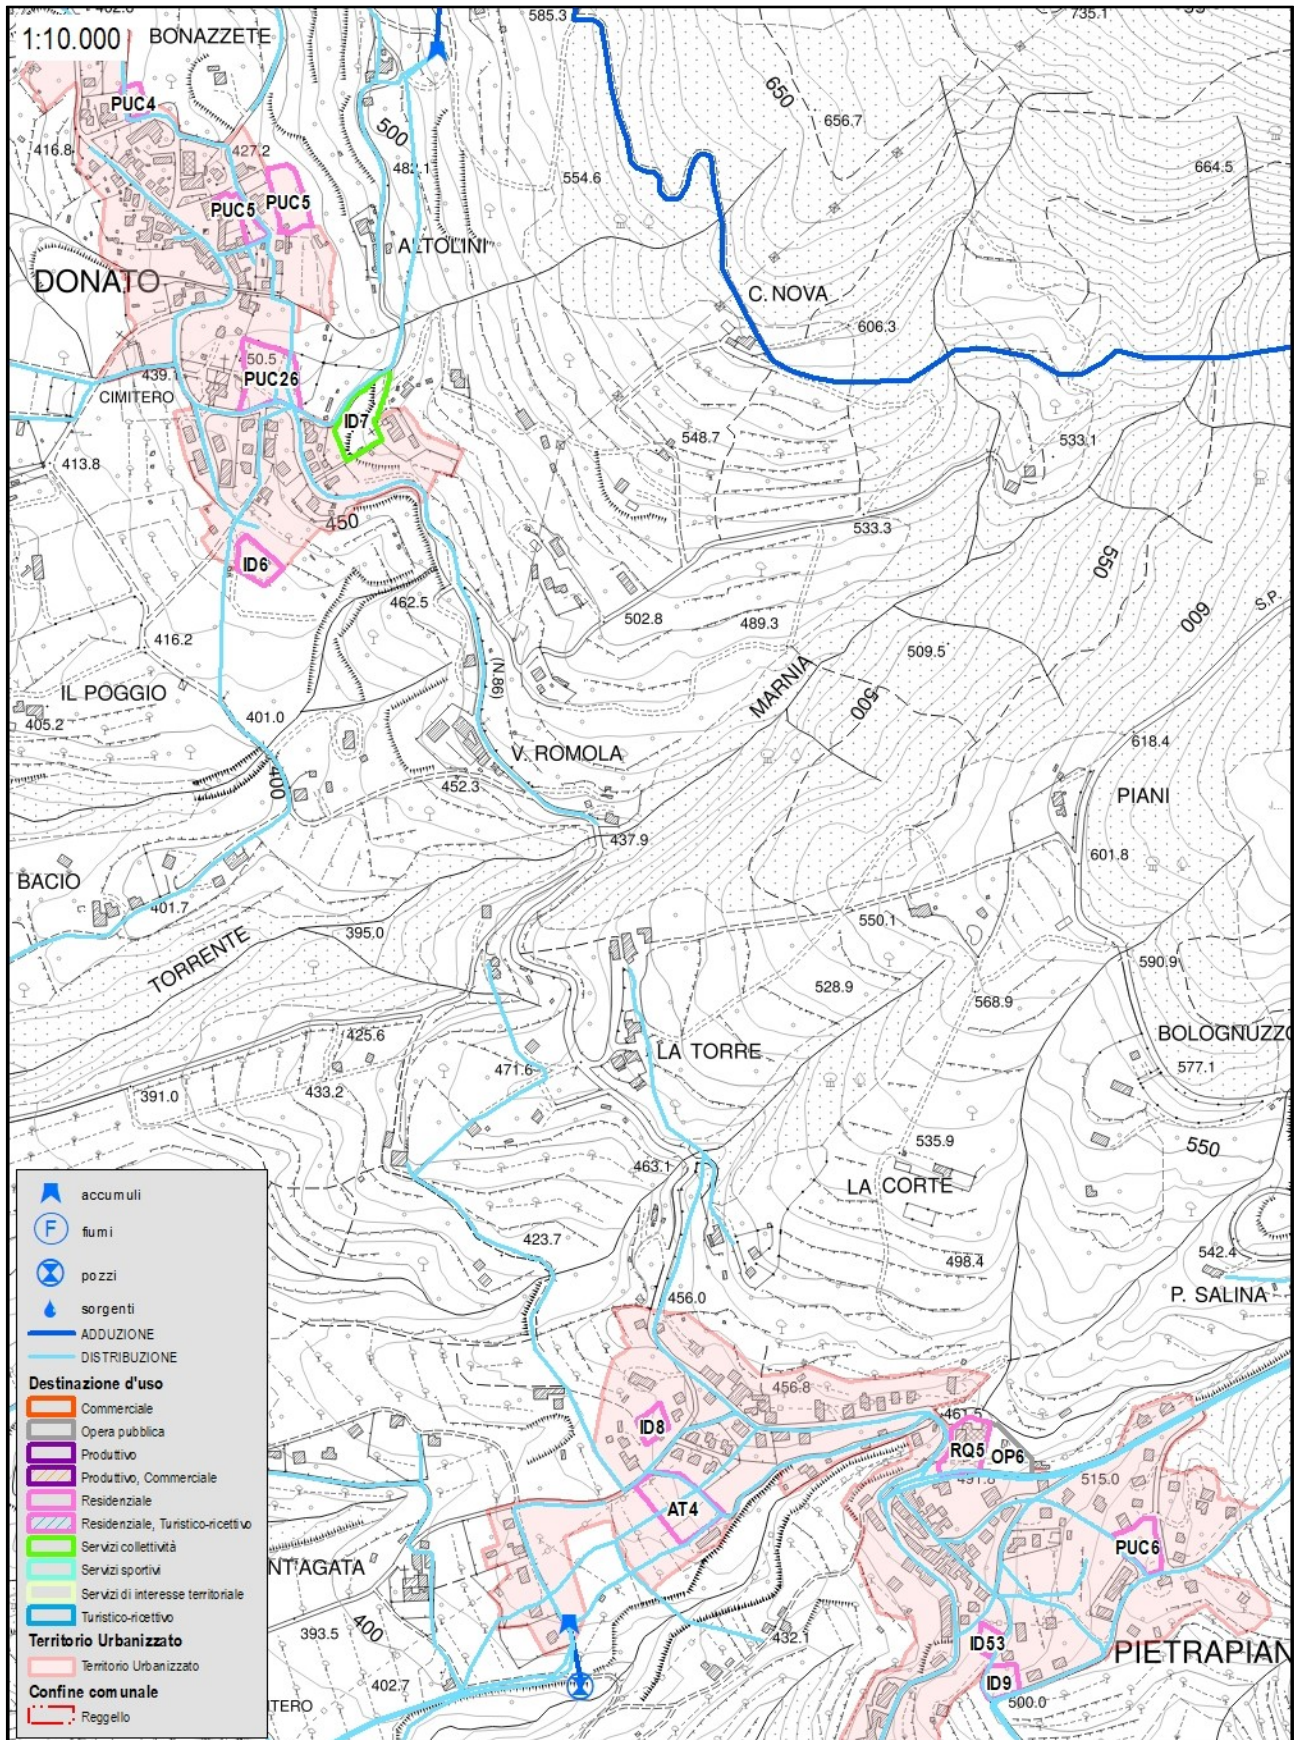 1:10.000
BONAZZETE
585.3
735.1
PUC4
650
656.7
416.8
427.2
500
482.1
554.6
664.5
PUC5
PUC5
ALTOLINI
DONATO
C. NOVA
606.3
50.5
439.1
PUC26
CIMITERO
ID7
548.7
533.1
413.8
450
533.3
550
ID6
462.5
502.8
489.3
600
S.P.
416.2
509.5
(N.86)
MARNIA
IL POGGIO
405.2
401.0
500
618.4
V. ROMOLA
400
452.3
PIANI
437.9
601.8
BACIO
401.7
395.0
550.1
TORRENTE
590.9
528.9
568.9
425.6
LA TORRE
BOLOGNUZZO
471.6
577.1
391.0
433.2
535.9
550
463.1
LA CORTE
accumuli
F
fiumi
423.7
498.4
542.4
pozzi
456.0
P. SALINA
sorgenti
ADDUZIONE
DISTRIBUZIONE
Destinazione d'uso
456.8
Commerciale
461.5
Opera pubblica
ID8
RQ5
OP6
Produttivo
491.8
515.0
Produttivo, Commerciale
Residenziale
AT4
Residenziale, Turistico-ricettivo
Servizi collettività
PUC6
Servizi sportivi
NT'AGATA
Servizi di interesse territoriale
Turistico-ricettivo
400
393.5
432.1
Territorio Urbanizzato
ID53
PIETRAPIAN
Territorio Urbanizzato
402.7
ID9
Confine comunale
500.0
ITERO
Reggello